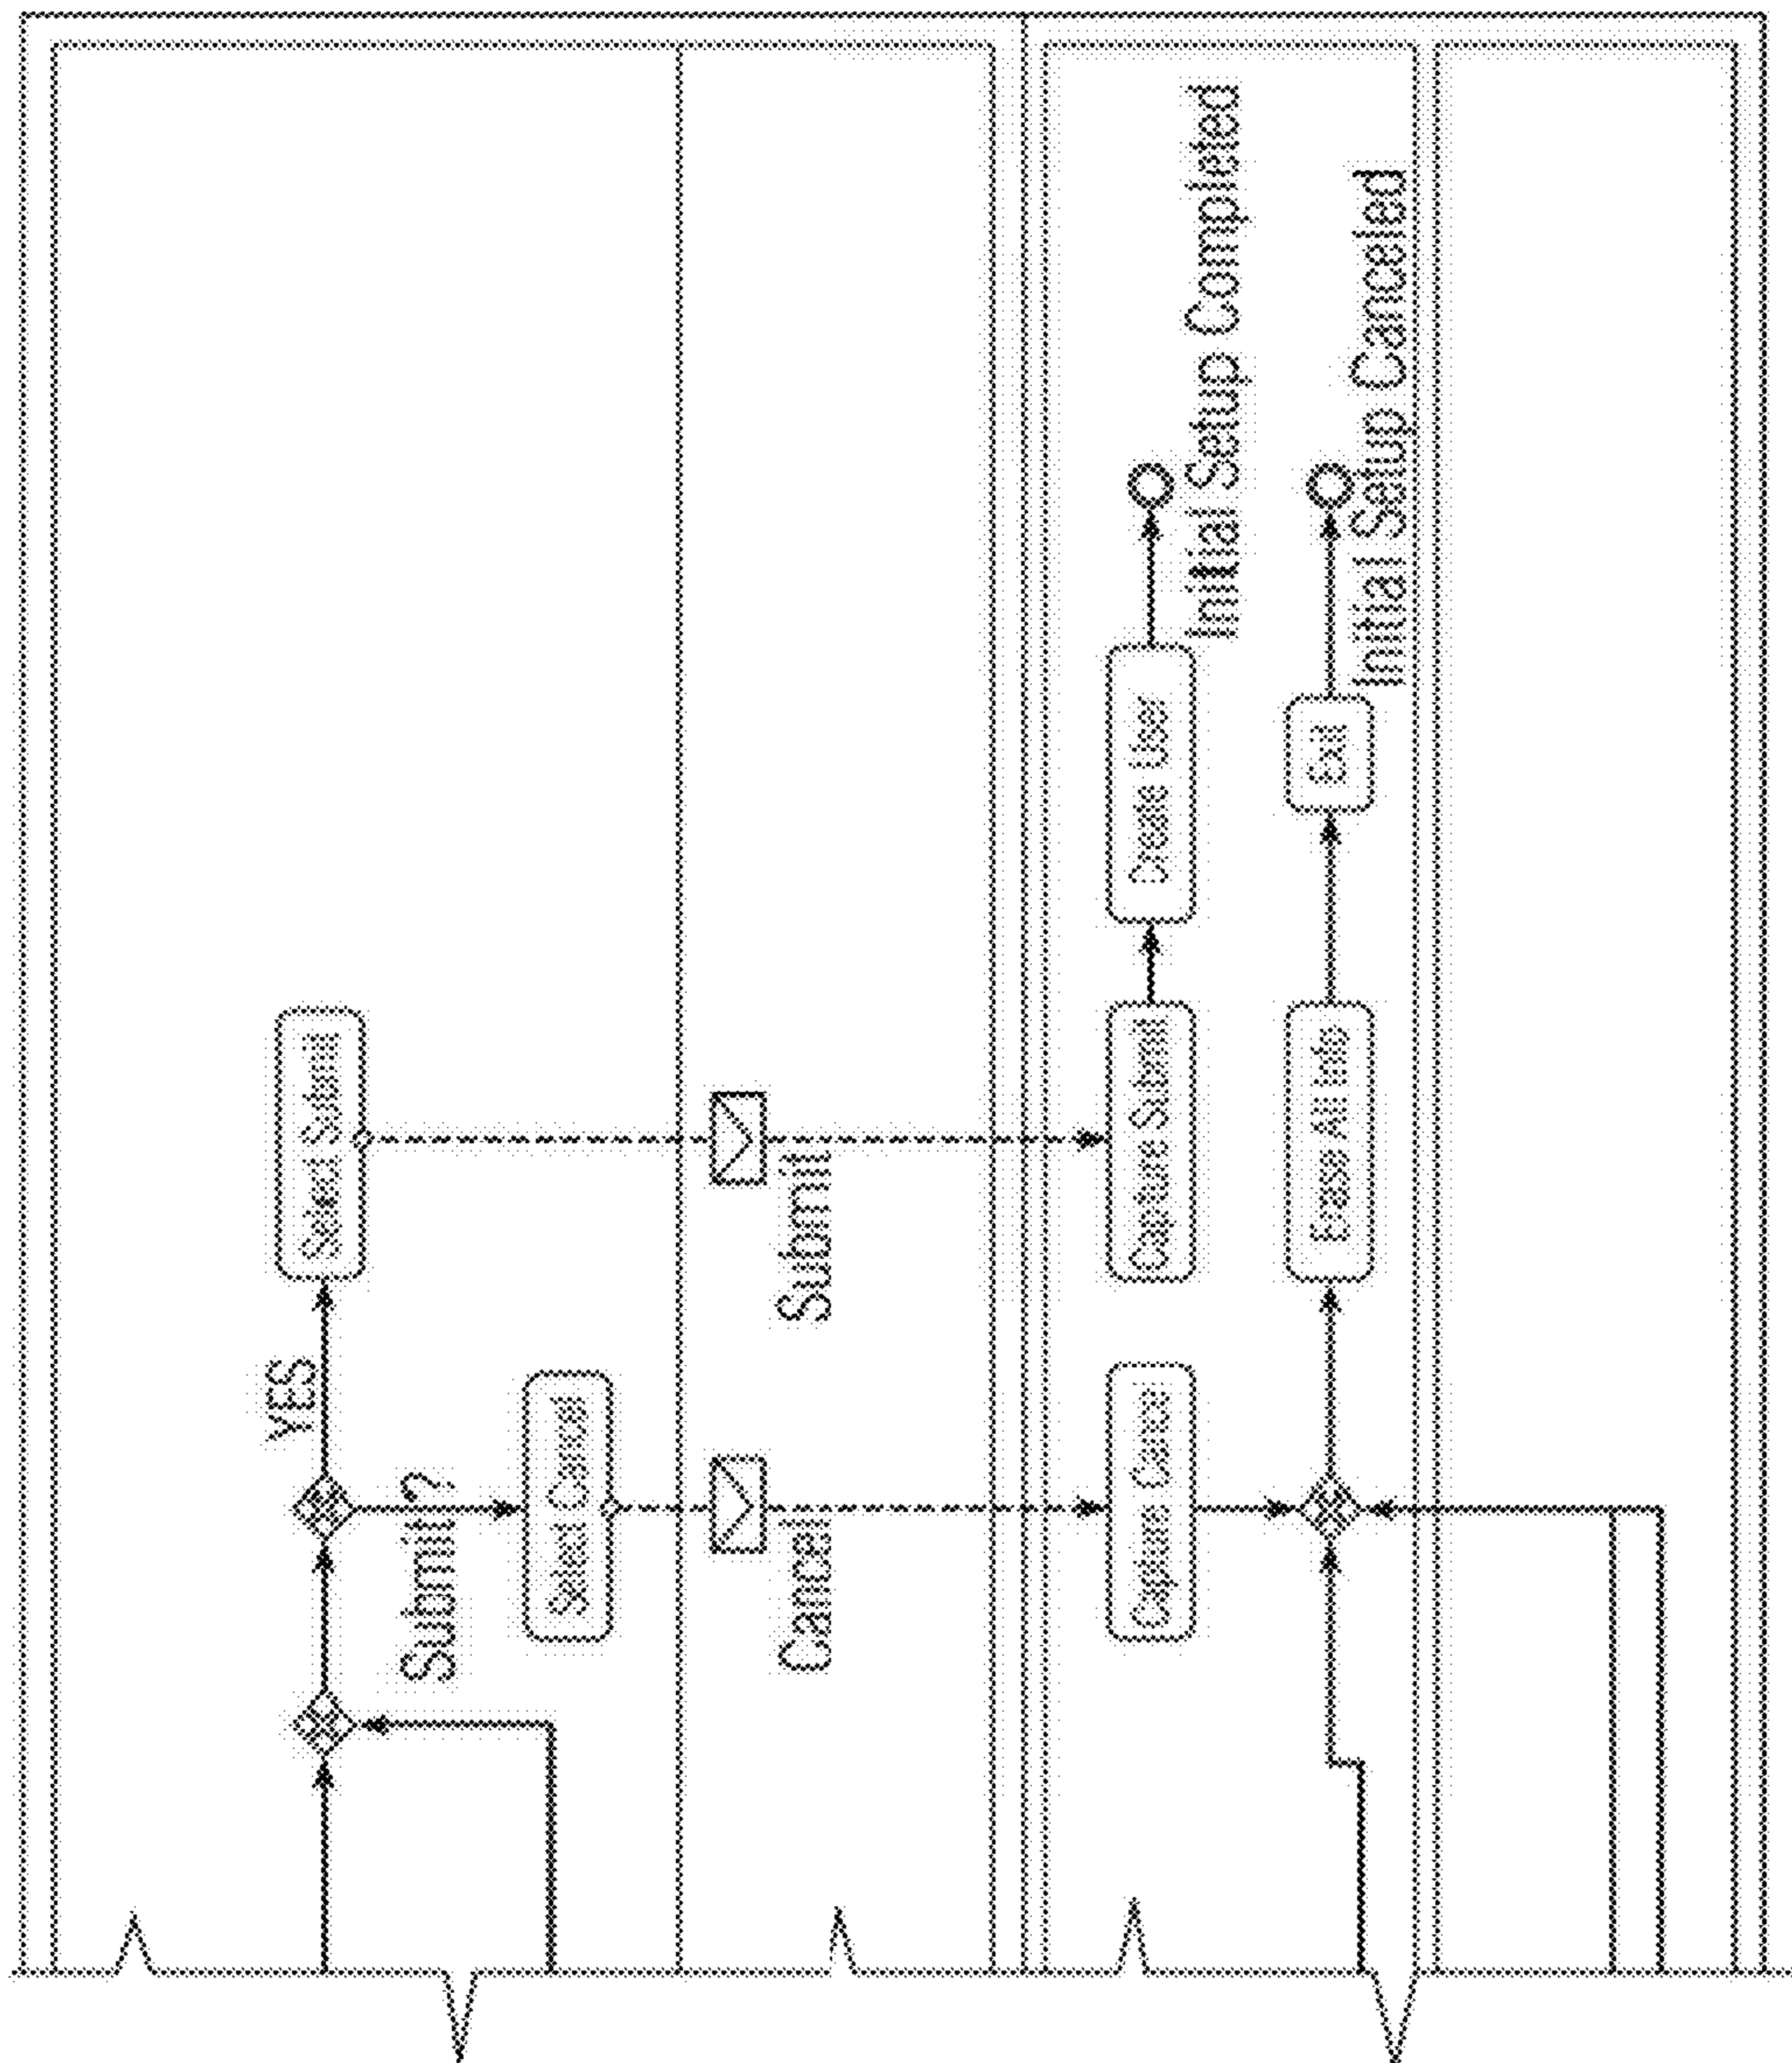 YES
Select Submit
Submit?
Select Cancel
Submit
Cancel
Capture Submit
Create User
Initial Setup Completed
Capture Cancel
Erase All Info
Exit
Initial Setup Canceled